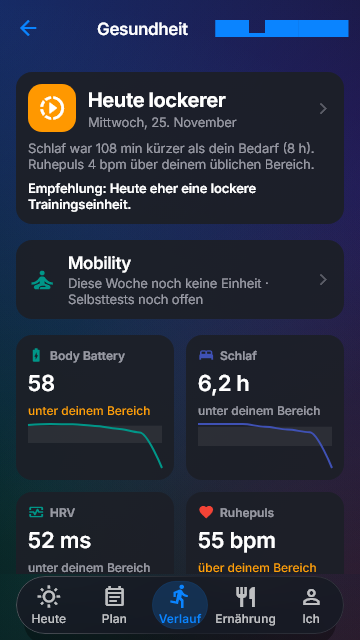 Gesundheit
Heute lockerer
Mittwoch, 25. November
Schlaf war 108 min kürzer als dein Bedarf (8 h).
Ruhepuls 4 bpm über deinem üblichen Bereich.
Empfehlung: Heute eher eine lockere
Trainingseinheit.
Mobility
Diese Woche noch keine Einheit ·
Selbsttests noch offen
Body Battery
58
unter deinem Bereich
Schlaf
6,2 h
unter deinem Bereich
HRV
52 ms
unter deinem Bereich
Ruhepuls
55 bpm
über deinem Bereich
Heute
Plan
Verlauf
Ernährung
Ich